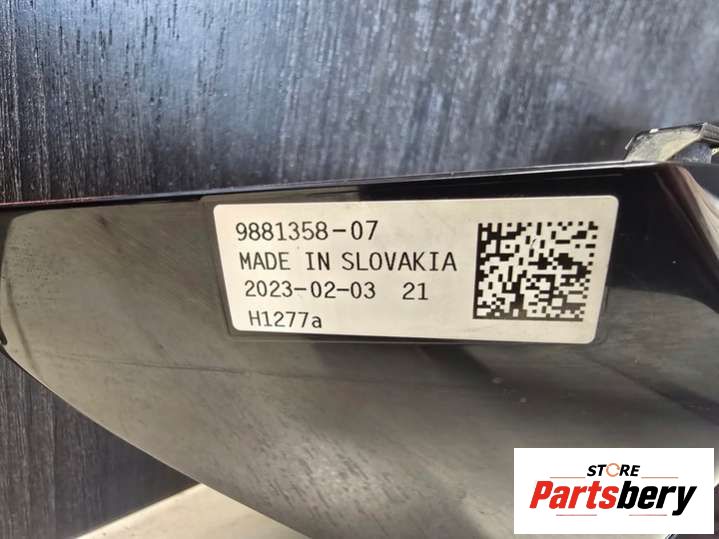 9881358-07
MADE IN SLOVAKIA
2023-02-03 21
H1277a
STORE
Partsbery